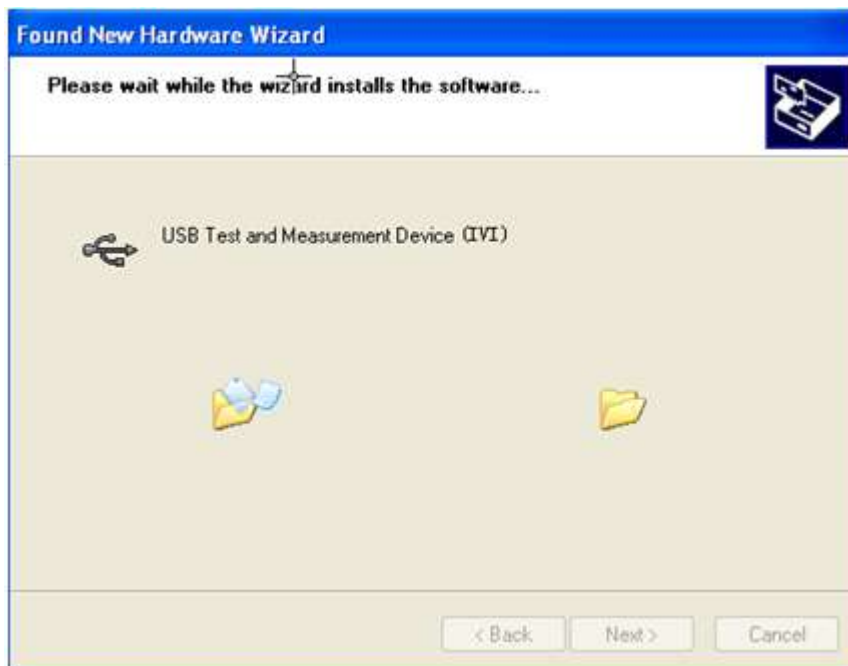 Found New Hardware Wizard
Please wait while the wizard installs the software...
USB Test and Measurement Device (IVI)
< Back
Next >
Cancel